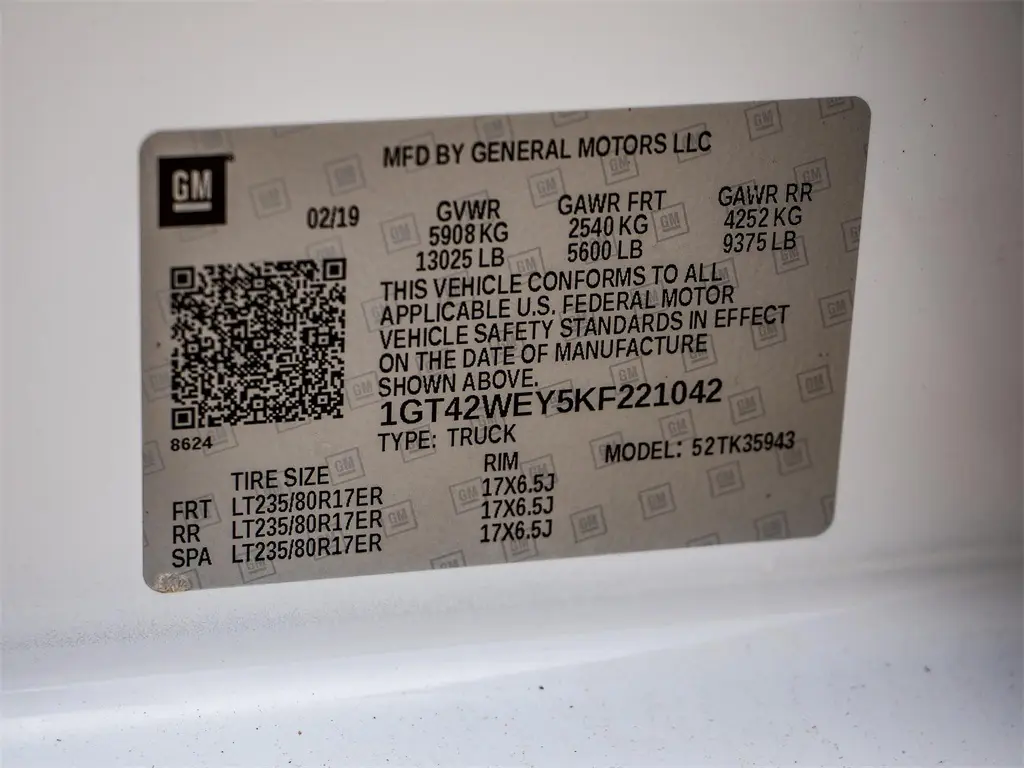 GM
MFD BY GENERAL MOTORS LLC
02/19
GVWR GAWR FRT GAWR RR
5908 KG 2540 KG 4252 KG
13025 LB 5600 LB 9375 LB
THIS VEHICLE CONFORMS TO ALL
APPLICABLE U.S. FEDERAL MOTOR
VEHICLE SAFETY STANDARDS IN EFFECT
ON THE DATE OF MANUFACTURE
SHOWN ABOVE.
1GT42WEY5KF221042
8624
TYPE: TRUCK MODEL: 52TK35943
TIRE SIZE RIM
FRT LT235/80R17ER 17X6.5J
RR LT235/80R17ER 17X6.5J
SPA LT235/80R17ER 17X6.5J